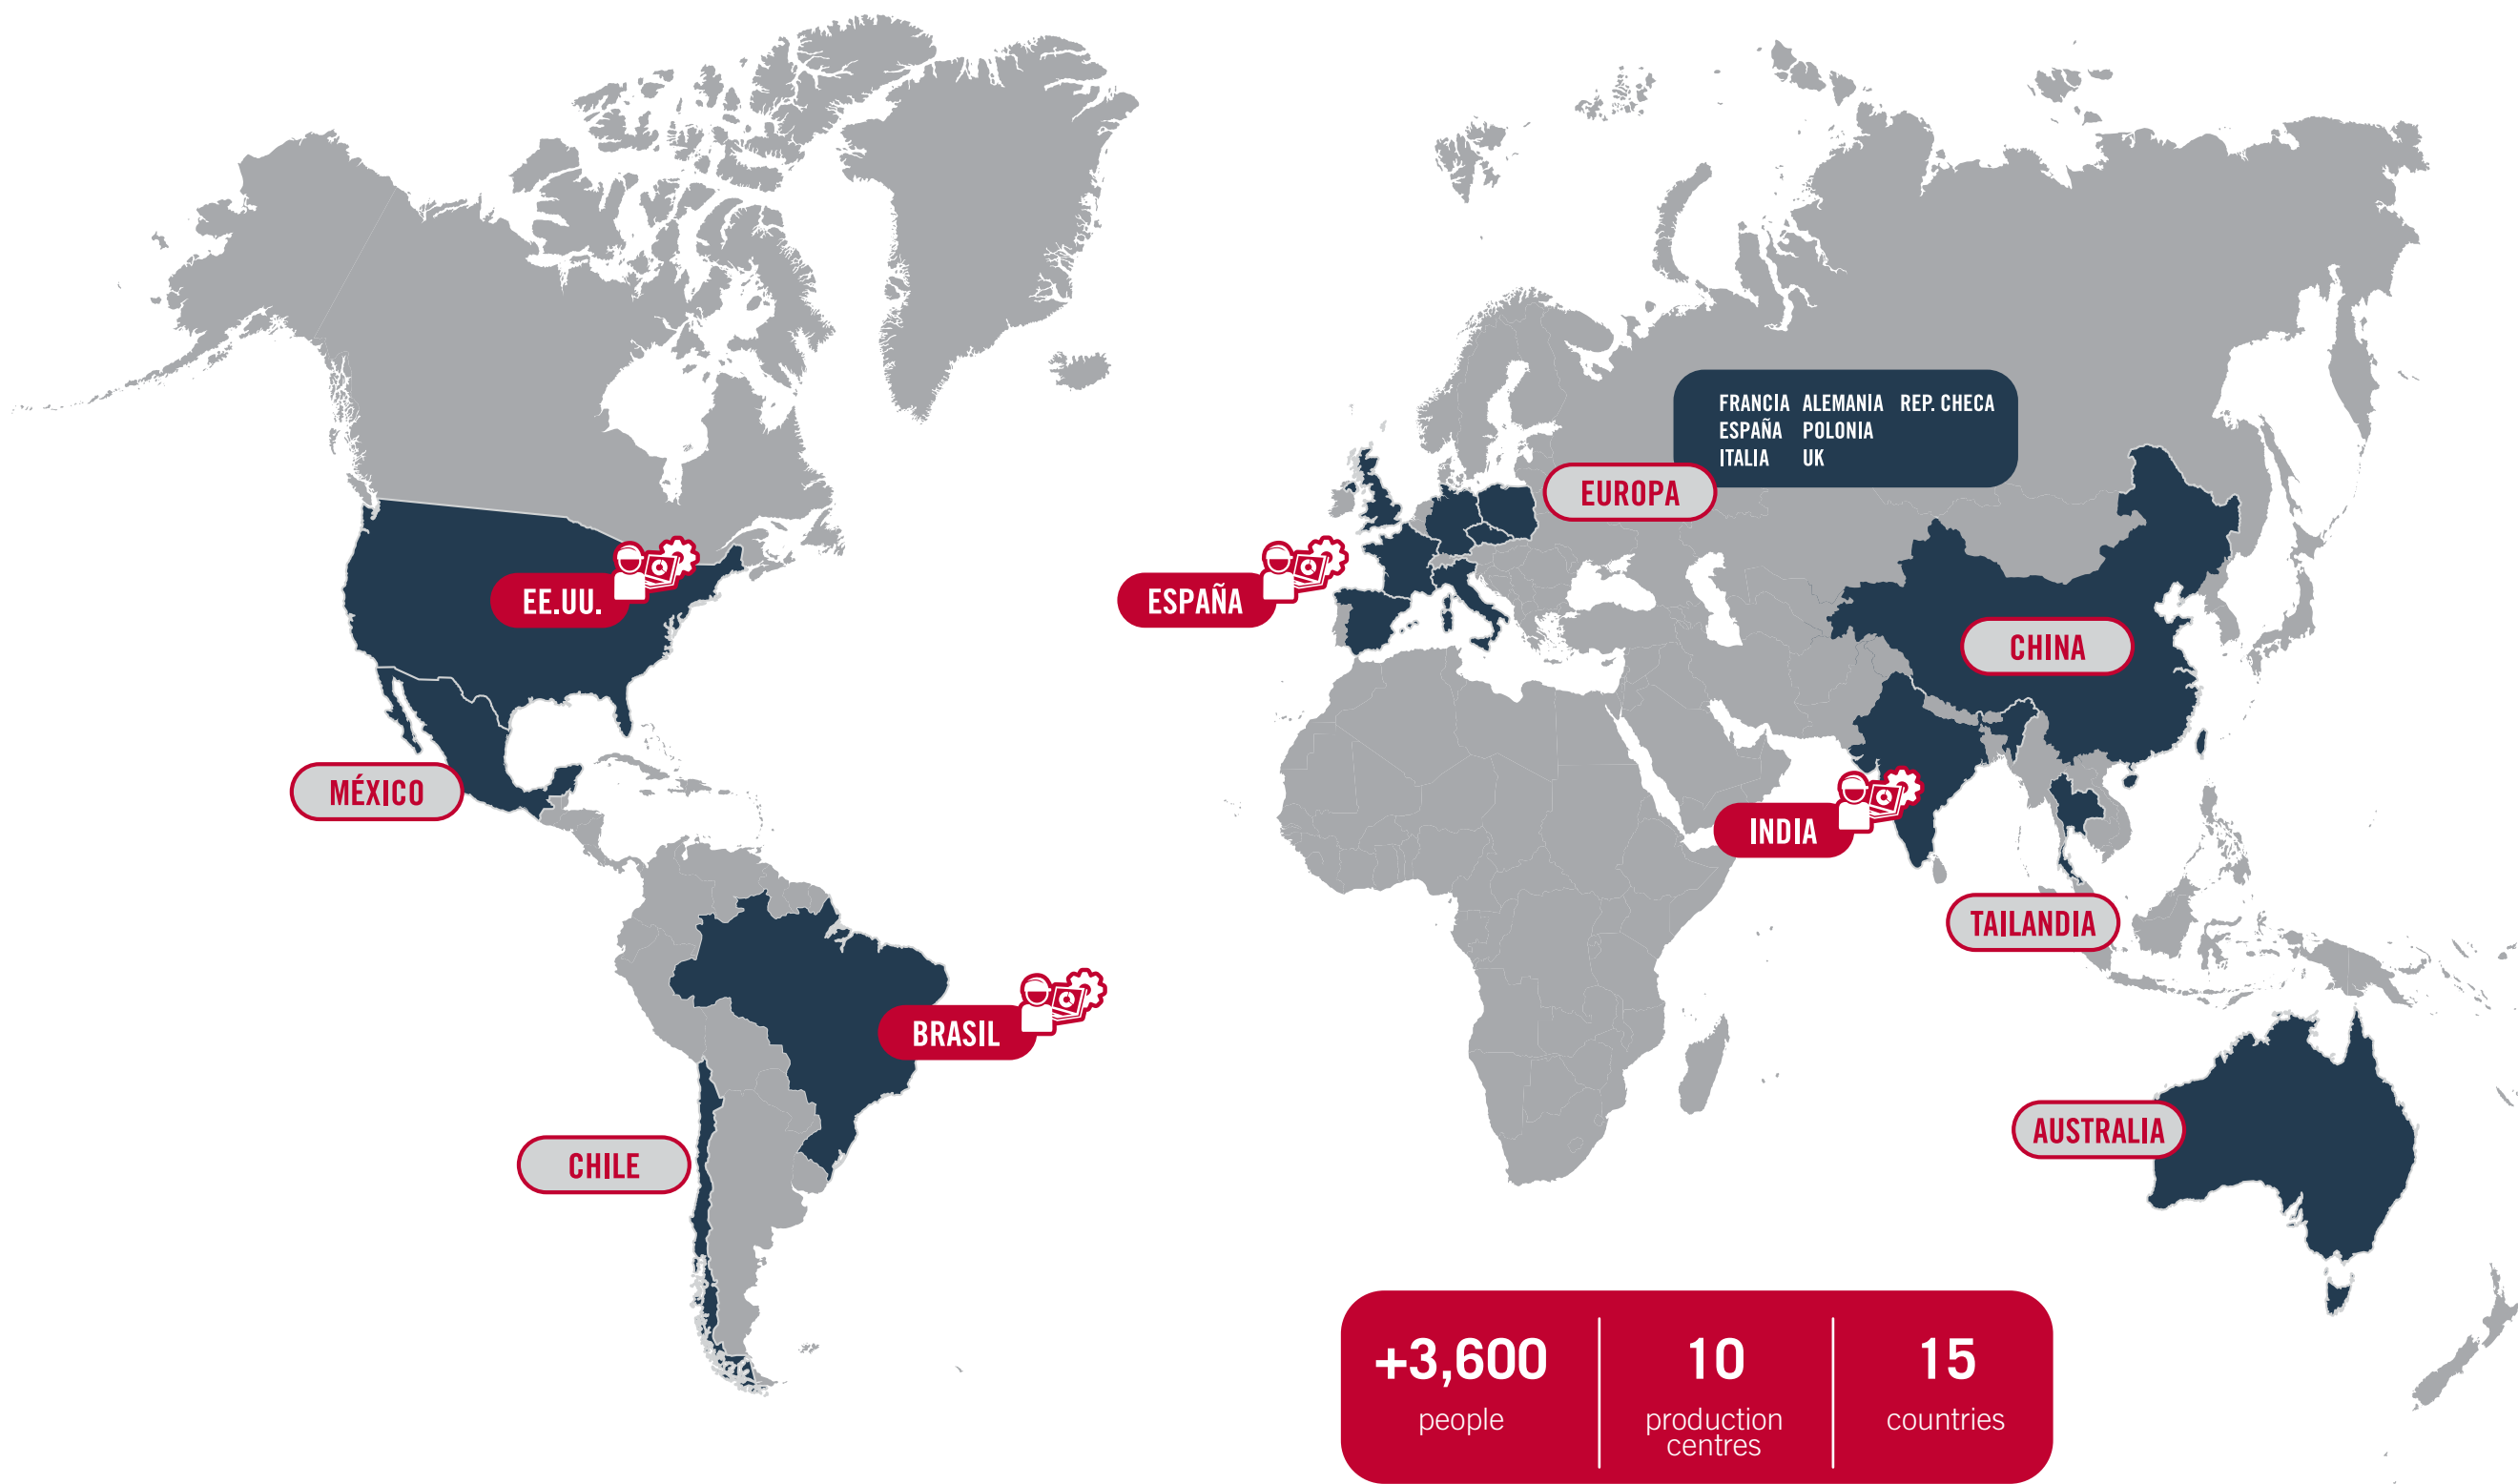 FRANCIA ALEMANIA REP. CHECA
ESPAÑA POLONIA
ITALIA UK
EUROPA
EE.UU.
ESPAÑA
CHINA
MÉXICO
INDIA
TAILANDIA
BRASIL
AUSTRALIA
CHILE
+3,600
people
10
production
centres
15
countries